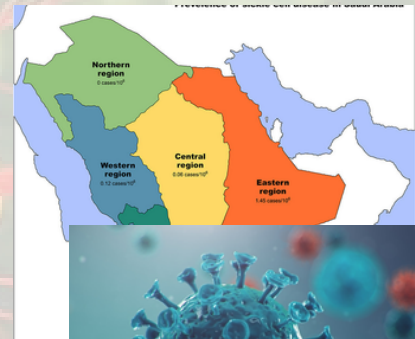 Prevelence of sickle cell disease in Saudi Arabia
Northern
region
0 cases/10⁶
Western
region
0.12 cases/10⁶
Central
region
0.06 cases/10⁶
Eastern
region
1.45 cases/10⁶